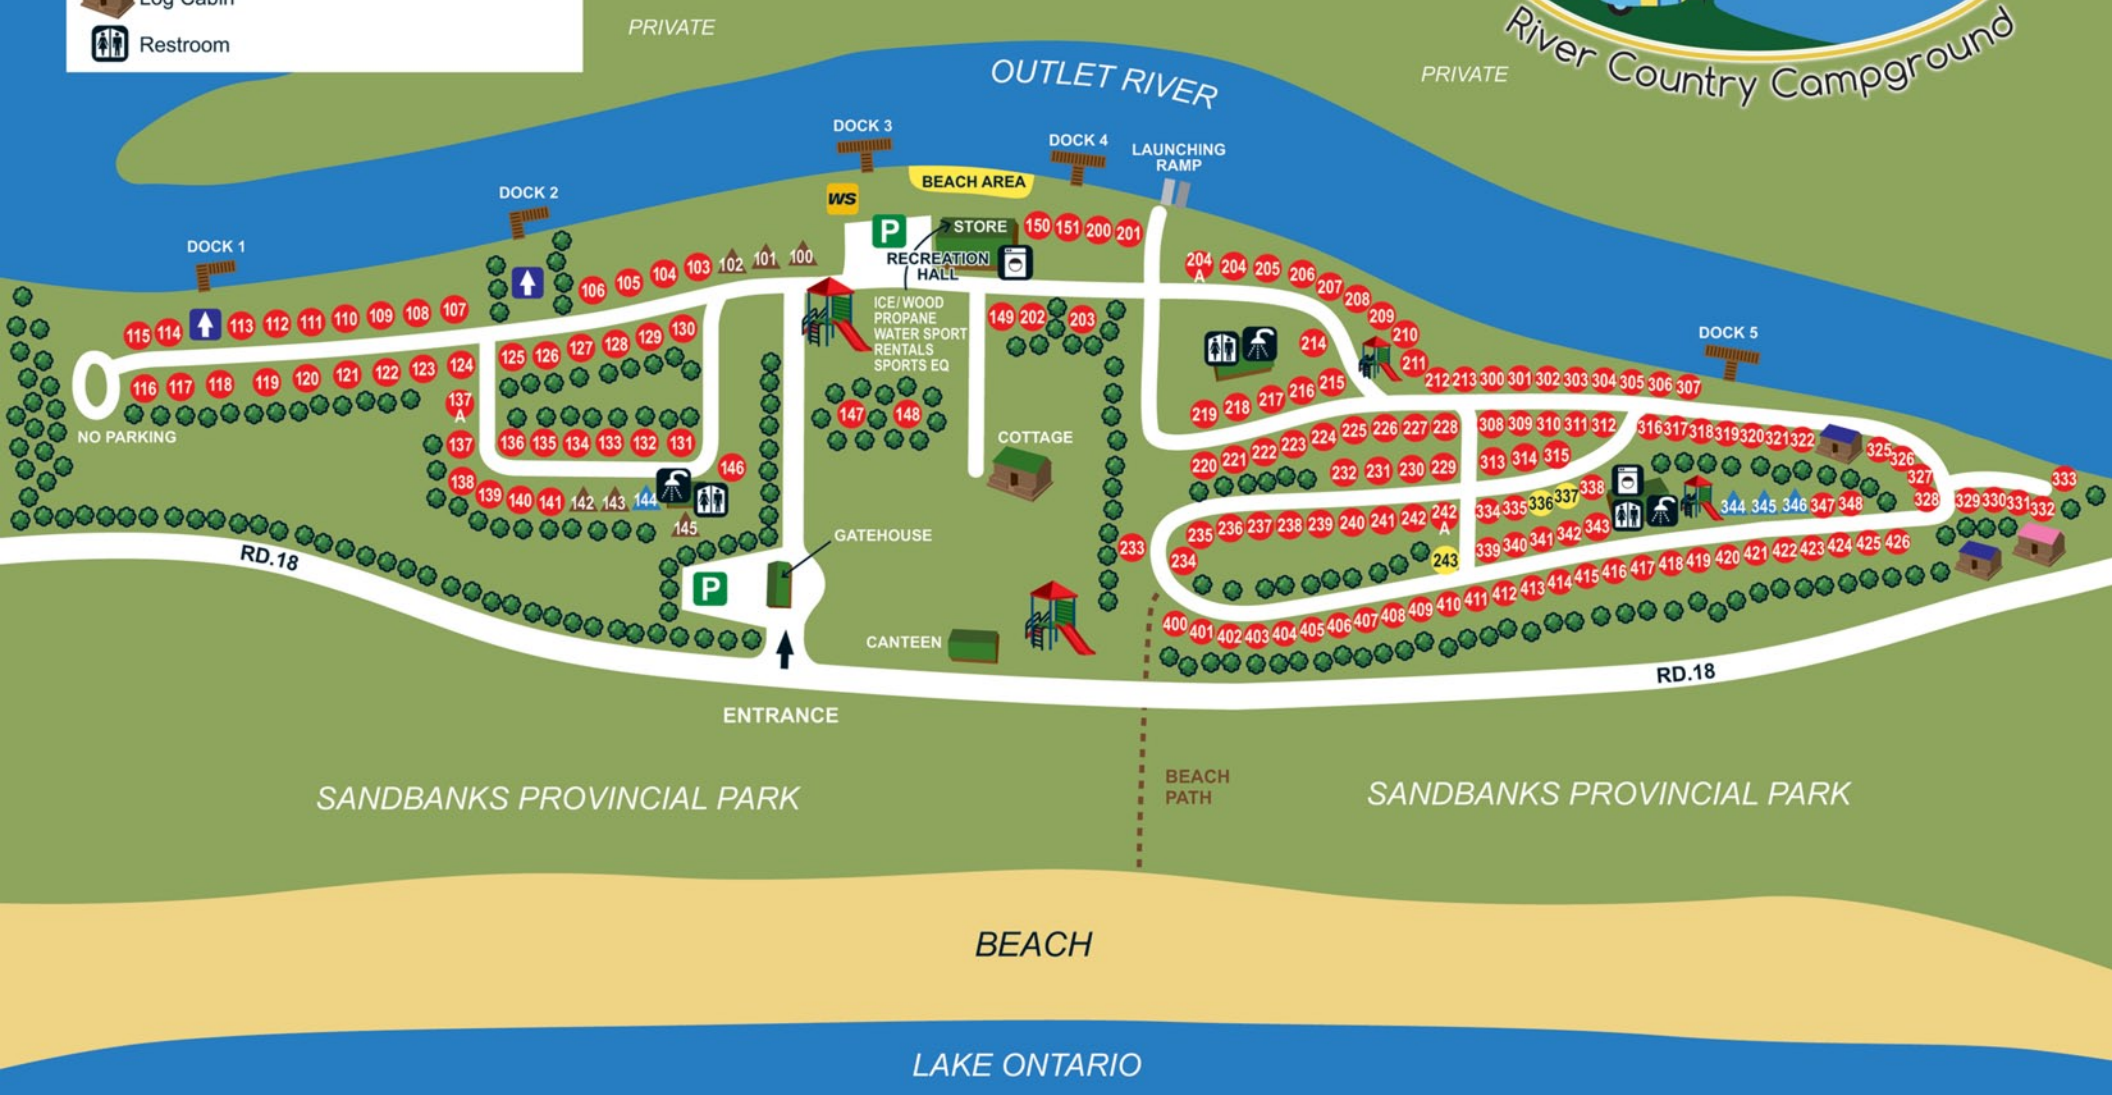 Log Cabin
Restroom
PRIVATE
River Country Campground
PRIVATE
OUTLET RIVER
DOCK 3
DOCK 4
LAUNCHING
RAMP
BEACH AREA
DOCK 2
WS
DOCK 1
P
STORE
150 151 200 201
RECREATION
HALL
106 105 104 103 102 101 100
204
A
204 205 206 207 208 209 210 211
115 114 113 112 111 110 109 108 107
ICE/WOOD
PROPANE
WATER SPORT
RENTALS
SPORTS EQ
149 202 203
125 126 127 128 129 130
214
DOCK 5
116 117 118 119 120 121 122 123 124
212 213 300 301 302 303 304 305 306 307
219 218 217 216 215
137
A
147 148
NO PARKING
137
136 135 134 133 132 131
COTTAGE
220 221 222 223 224 225 226 227 228
308 309 310 311 312
316 317 318 319 320 321 322
325 326 327 328
146
232 231 230 229
313 314 315
138 139 140 141 142 143 144
145
334 335 336 337 338
344 345 346 347 348
329 330 331 332 333
235 236 237 238 239 240 241 242
242
A
233
234
243
339 340 341 342 343
GATEHOUSE
RD.18
P
400 401 402 403 404 405 406 407 408 409 410 411 412 413 414 415 416 417 418 419 420 421 422 423 424 425 426
CANTEEN
RD.18
ENTRANCE
BEACH
PATH
SANDBANKS PROVINCIAL PARK
SANDBANKS PROVINCIAL PARK
BEACH
LAKE ONTARIO